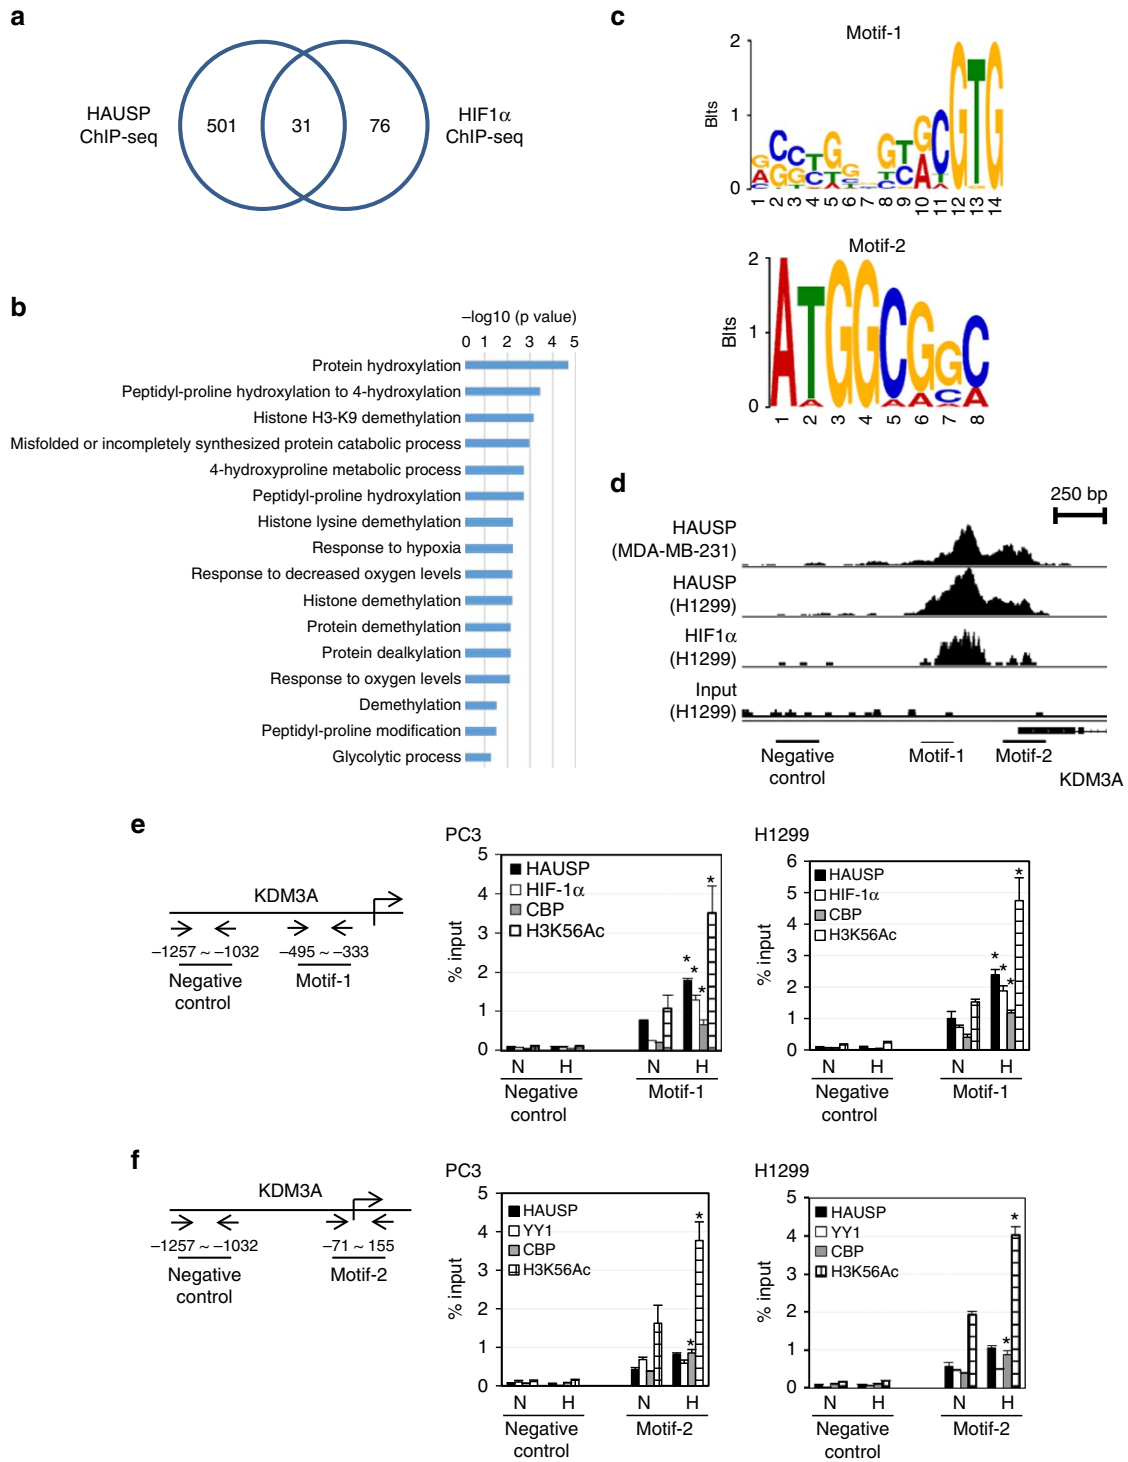 a
HAUSP
ChIP-seq
501
31
76
HIF1α
ChIP-seq
b
−log10 (p value)
0 1 2 3 4 5
Protein hydroxylation
Peptidyl-proline hydroxylation to 4-hydroxylation
Histone H3-K9 demethylation
Misfolded or incompletely synthesized protein catabolic process
4-hydroxyproline metabolic process
Peptidyl-proline hydroxylation
Histone lysine demethylation
Response to hypoxia
Response to decreased oxygen levels
Histone demethylation
Protein demethylation
Protein dealkylation
Response to oxygen levels
Demethylation
Peptidyl-proline modification
Glycolytic process
c
Motif-1
BIts
2
1
0
1 2 3 4 5 6 7 8 9 10 11 12 13 14
Motif-2
BIts
2
1
0
ATGGCGGC
1 2 3 4 5 6 7 8
d
250 bp
HAUSP
(MDA-MB-231)
HAUSP
(H1299)
HIF1α
(H1299)
Input
(H1299)
Negative
control
Motif-1
Motif-2
KDM3A
e
KDM3A
−1257 ~ −1032
−495 ~ −333
Negative
control
Motif-1
PC3
% input
5
4
3
2
1
0
HAUSP
HIF-1α
CBP
H3K56Ac
* * * *
N H N H
Negative
control
Motif-1
H1299
% input
6
5
4
3
2
1
0
HAUSP
HIF-1α
CBP
H3K56Ac
* * * *
N H N H
Negative
control
Motif-1
f
KDM3A
−1257 ~ −1032
−71 ~ 155
Negative
control
Motif-2
PC3
% input
5
4
3
2
1
0
HAUSP
YY1
CBP
H3K56Ac
* *
N H N H
Negative
control
Motif-2
H1299
% input
5
4
3
2
1
0
HAUSP
YY1
CBP
H3K56Ac
* *
N H N H
Negative
control
Motif-2